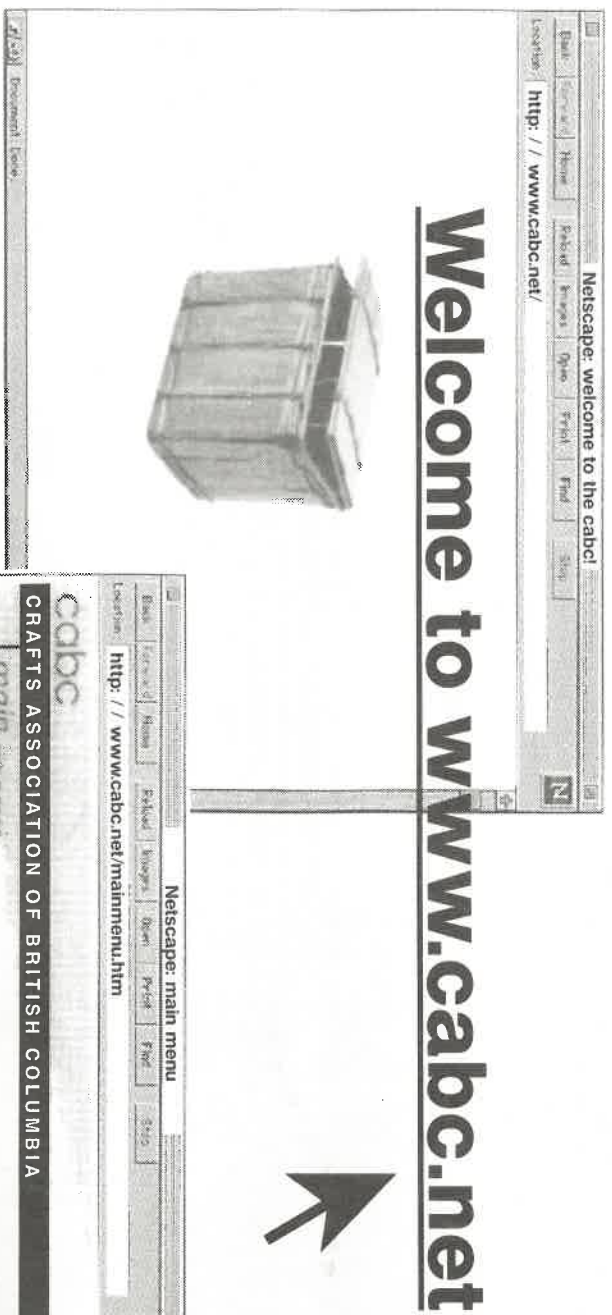 Netscape: welcome to the cabc!
Back Forward Home Reload Images Open Print Find Stop
Location: http: / / www.cabc.net/
N
Welcome to www.cabc.net
Document: Done.
Netscape: main menu
Back Forward Home Reload Images Open Print Find Stop
Location: http: / / www.cabc.net/mainmenu.htm
cabc
CRAFTS ASSOCIATION OF BRITISH COLUMBIA
main